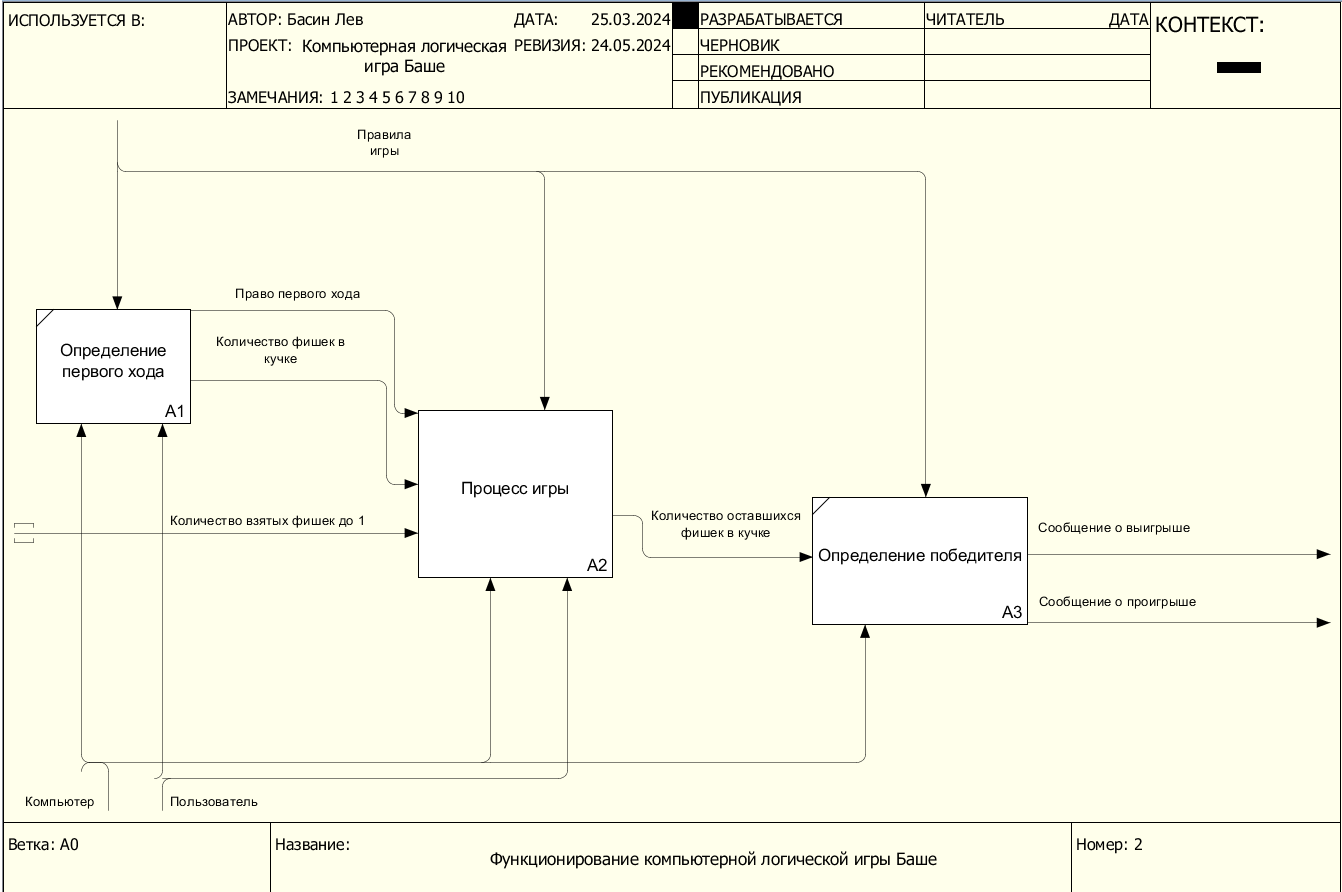 ИСПОЛЬЗУЕТСЯ В:
АВТОР: Басин Лев
ДАТА: 25.03.2024
РАЗРАБАТЫВАЕТСЯ
ЧИТАТЕЛЬ
ДАТА
КОНТЕКСТ:
ПРОЕКТ: Компьютерная логическая
игра Баше
РЕВИЗИЯ: 24.05.2024
ЧЕРНОВИК
РЕКОМЕНДОВАНО
ЗАМЕЧАНИЯ: 1 2 3 4 5 6 7 8 9 10
ПУБЛИКАЦИЯ
Правила
игры
Право первого хода
Количество фишек в
кучке
Определение
первого хода
A1
Процесс игры
A2
Количество взятых фишек до 1
Количество оставшихся
фишек в кучке
Определение победителя
A3
Сообщение о выигрыше
Сообщение о проигрыше
Компьютер
Пользователь
Ветка: A0
Название:
Функционирование компьютерной логической игры Баше
Номер: 2